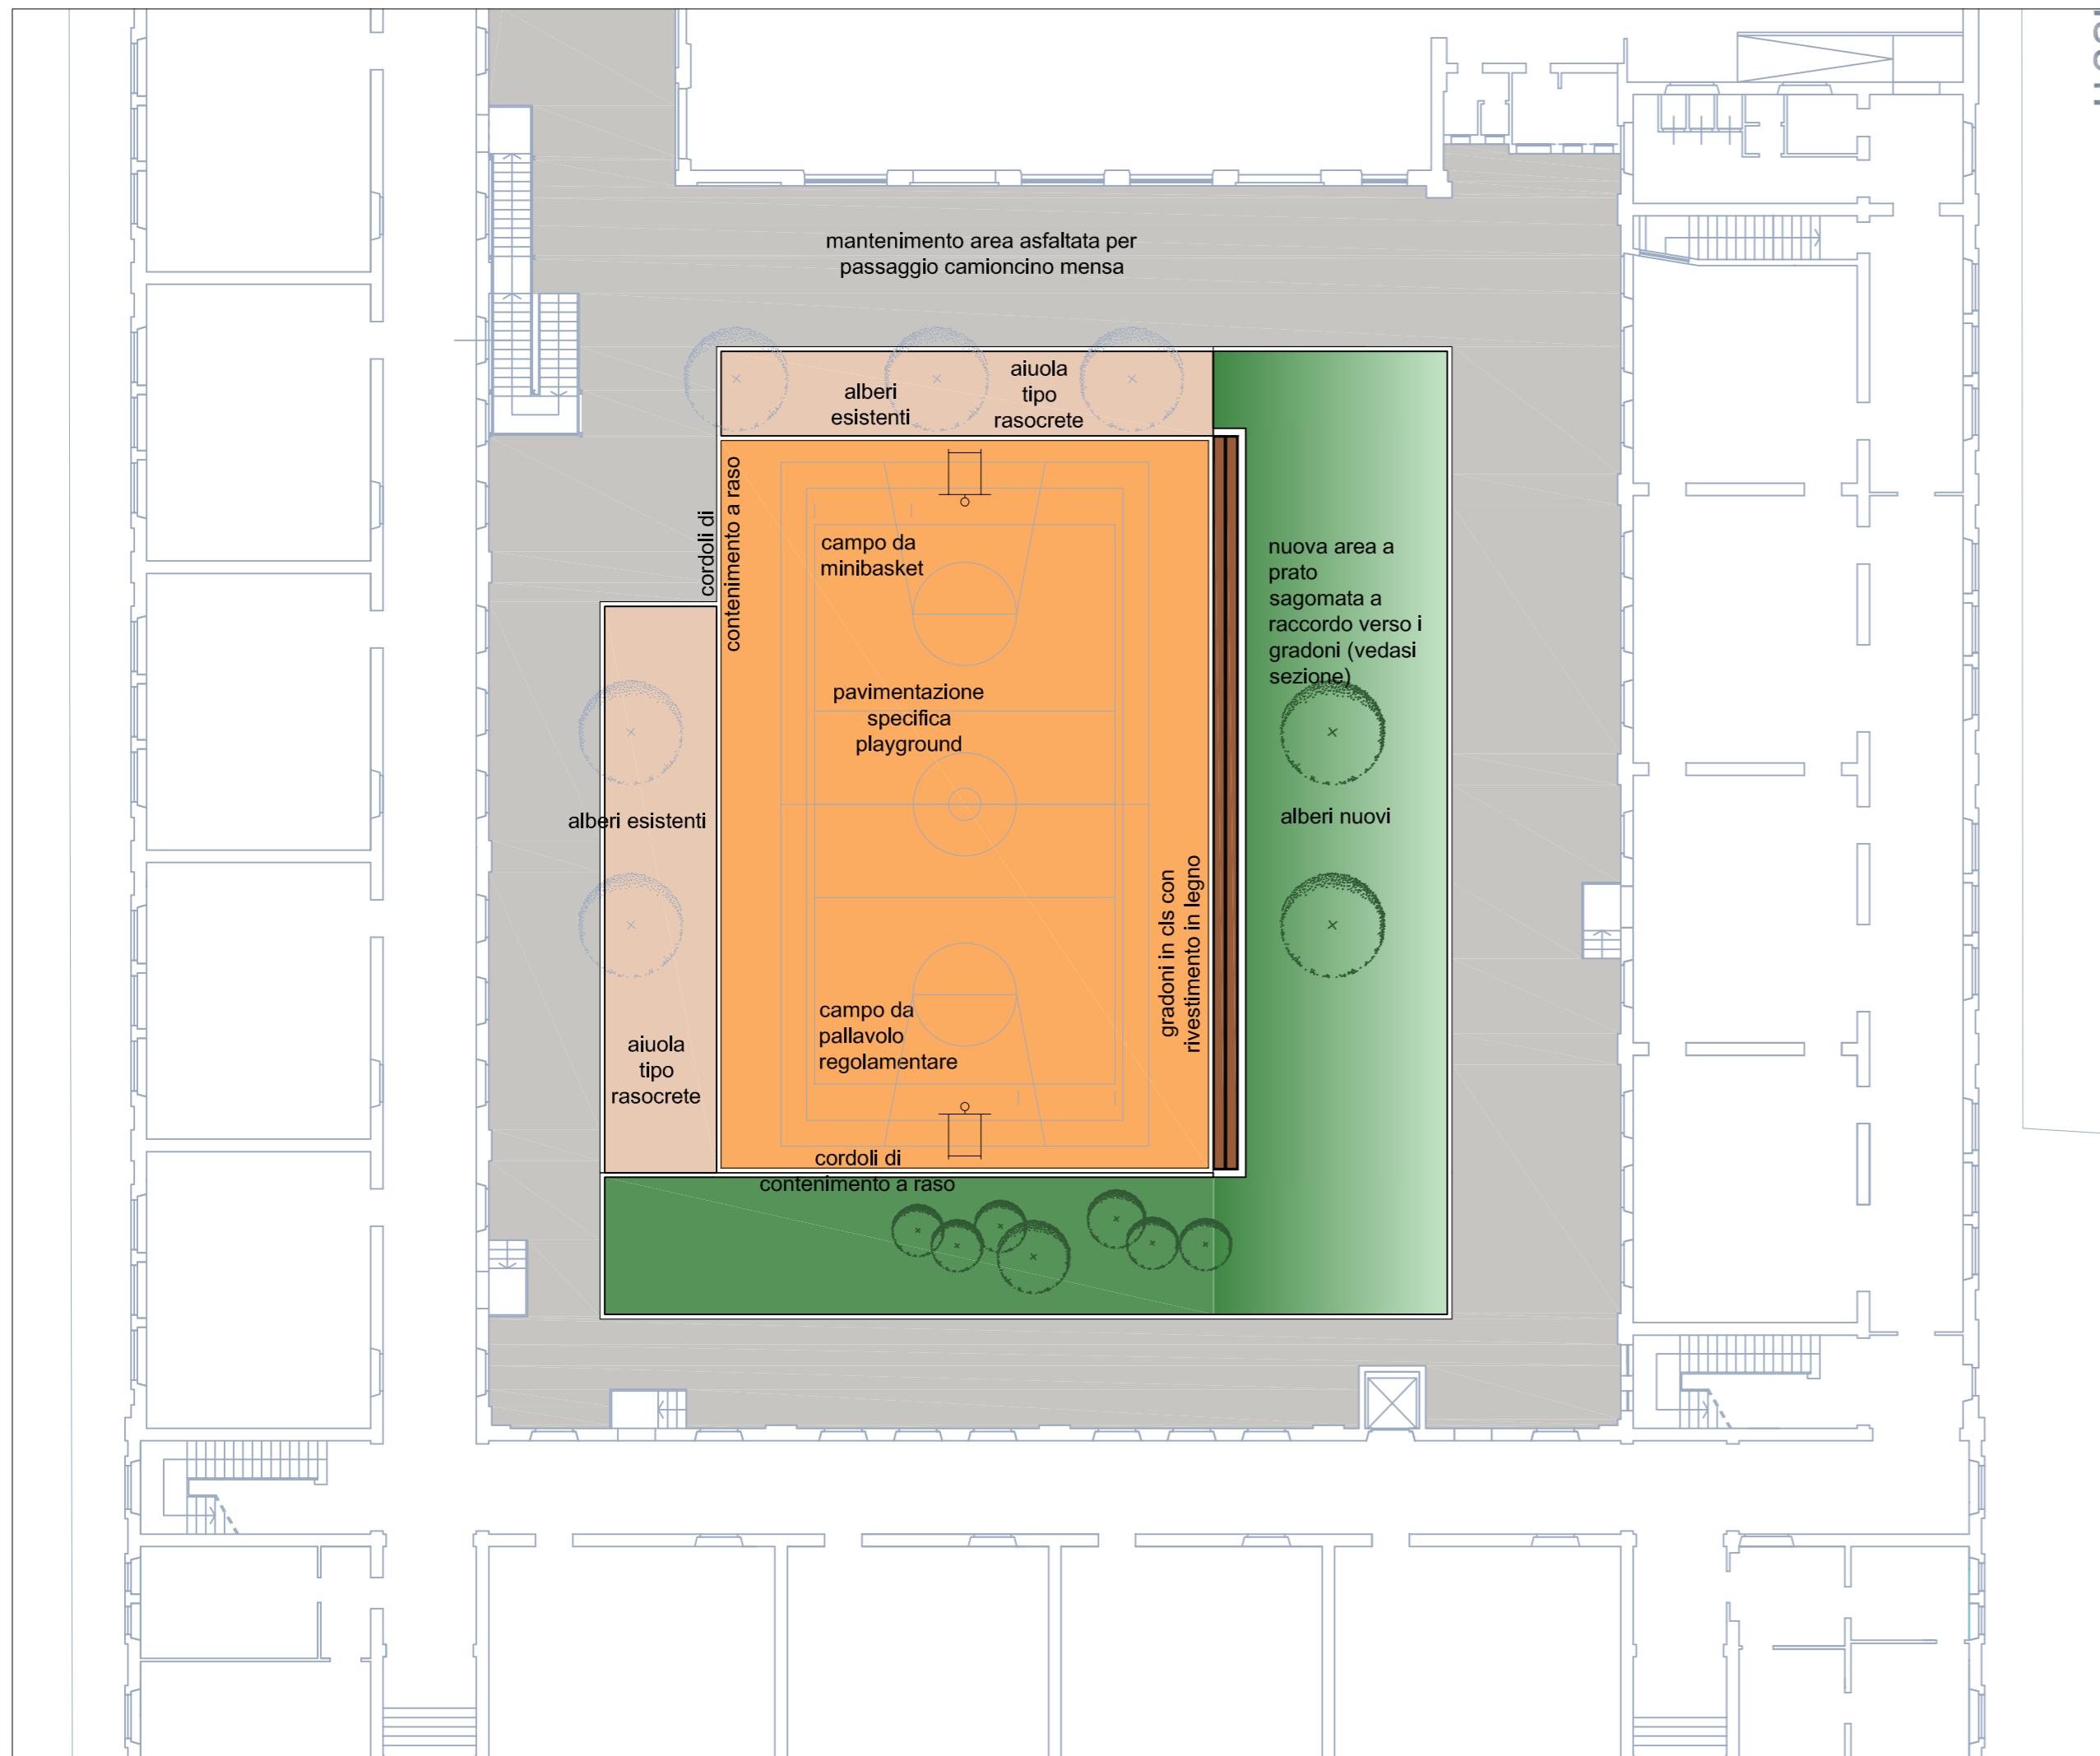 mantenimento area asfaltata per
passaggio camioncino mensa
alberi
esistenti
aiuola
tipo
rasocrete
cordoli di
contenimento a raso
campo da
minibasket
nuova area a
prato
sagomata a
raccordo verso i
gradoni (vedasi
sezione)
pavimentazione
specifica
playground
alberi esistenti
alberi nuovi
gradoni in cls con
rivestimento in legno
campo da
pallavolo
regolamentare
aiuola
tipo
rasocrete
cordoli di
contenimento a raso